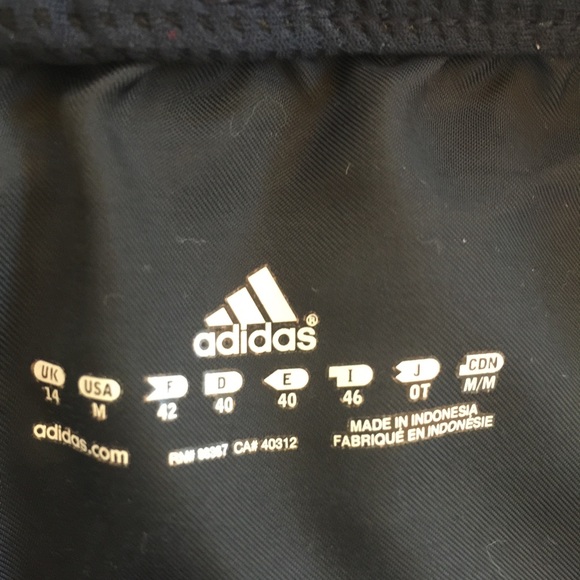 adidas®
UK USA F D E I J CDN
14 M 42 40 40 46 OT M/M
adidas.com CA# 40312 MADE IN INDONESIA
FABRIQUÉ EN INDONÉSIE